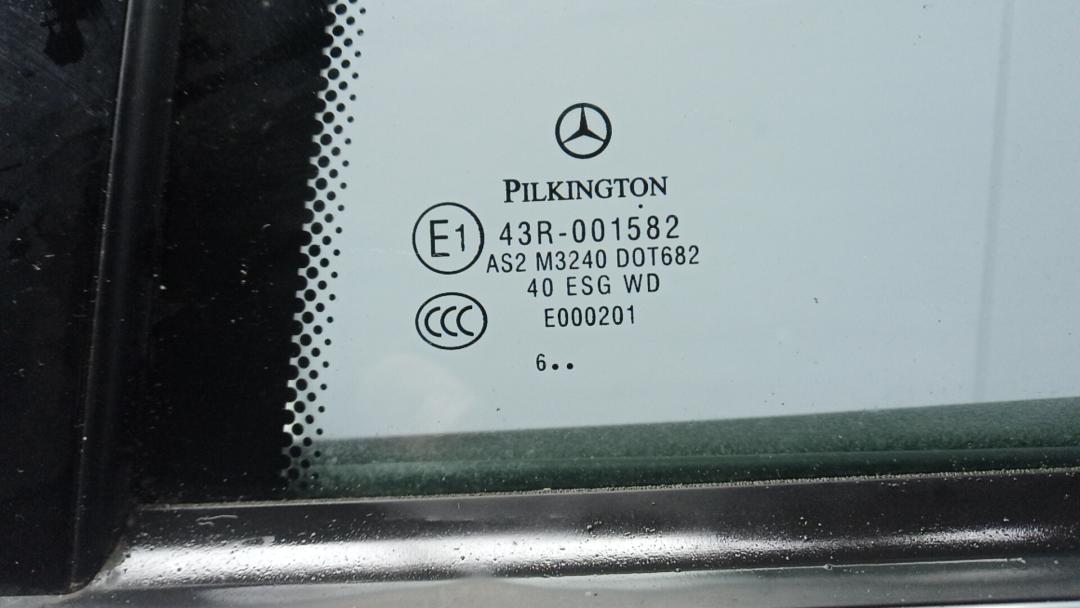 PILKINGTON
E1 43R-001582
AS2 M3240 DOT682
40 ESG WD
CCC E000201
6..